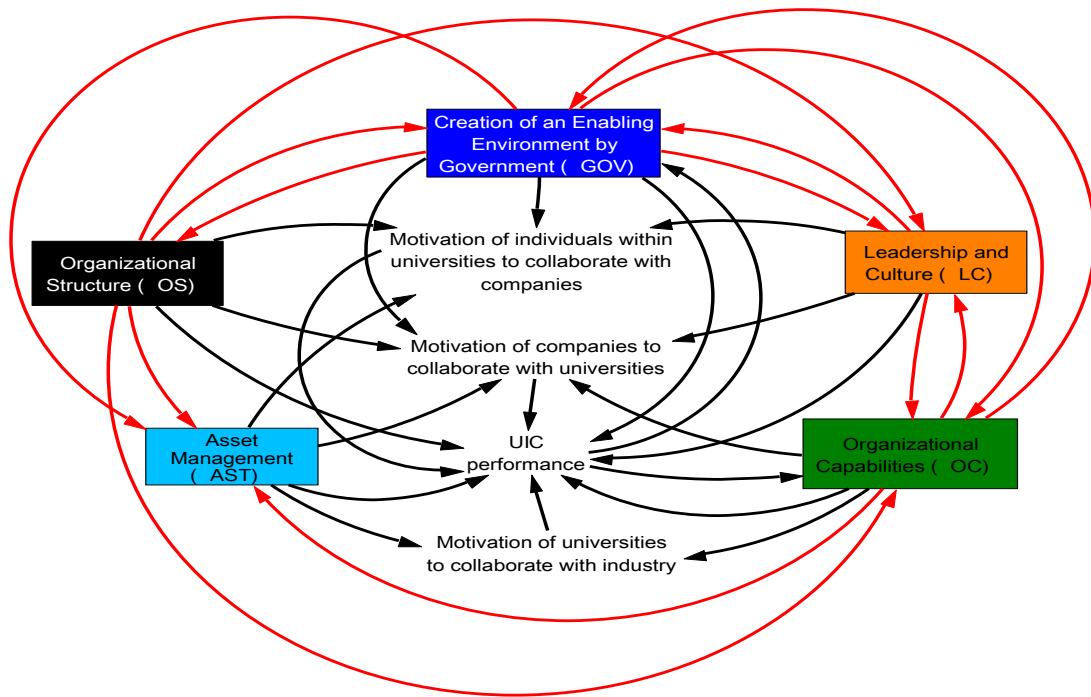 Creation of an Enabling
Environment by
Government ( GOV)
Motivation of individuals within
universities to collaborate with
companies
Organizational
Structure ( OS)
Leadership and
Culture ( LC)
Motivation of companies to
collaborate with universities
Asset
Management
( AST)
UIC
performance
Organizational
Capabilities ( OC)
Motivation of universities
to collaborate with industry